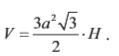 V = \frac{3a^2\sqrt{3}}{2} \cdot H.